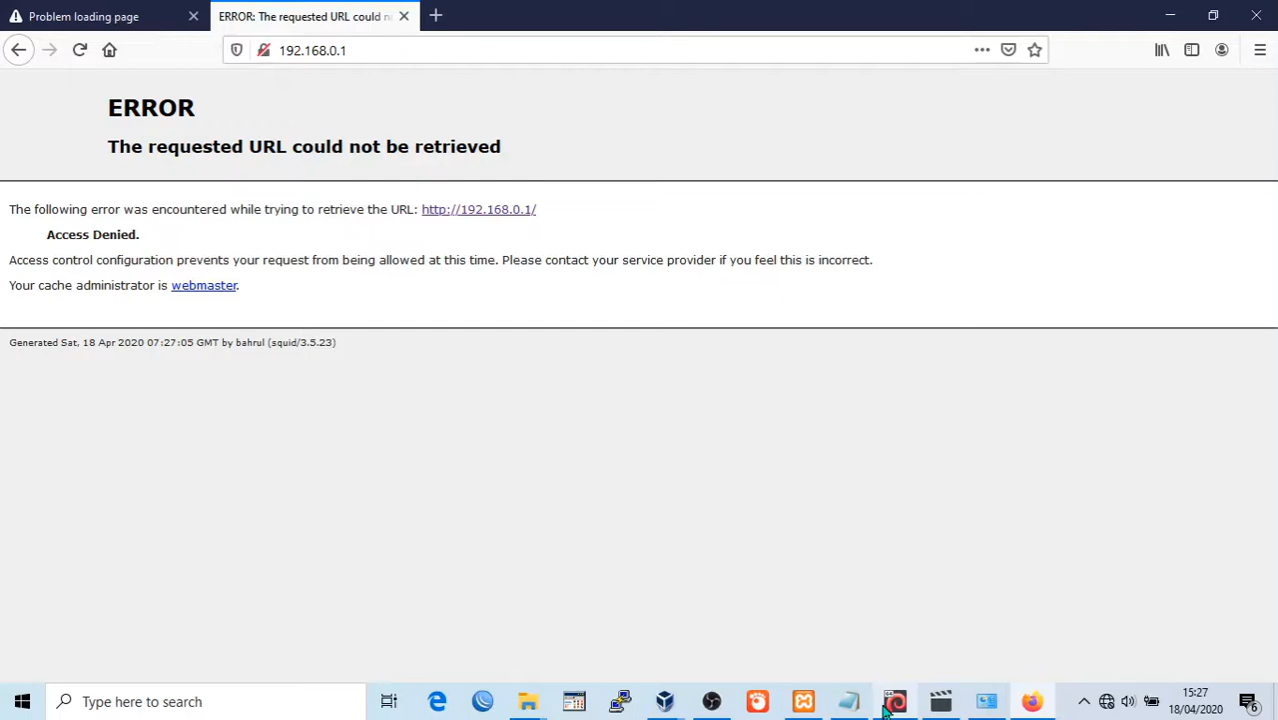 Problem loading page
ERROR: The requested URL could n
192.168.0.1
ERROR
The requested URL could not be retrieved
The following error was encountered while trying to retrieve the URL: http://192.168.0.1/
Access Denied.
Access control configuration prevents your request from being allowed at this time. Please contact your service provider if you feel this is incorrect.
Your cache administrator is webmaster.
Generated Sat, 18 Apr 2020 07:27:05 GMT by bahrul (squid/3.5.23)
Type here to search
15:27
18/04/2020
6